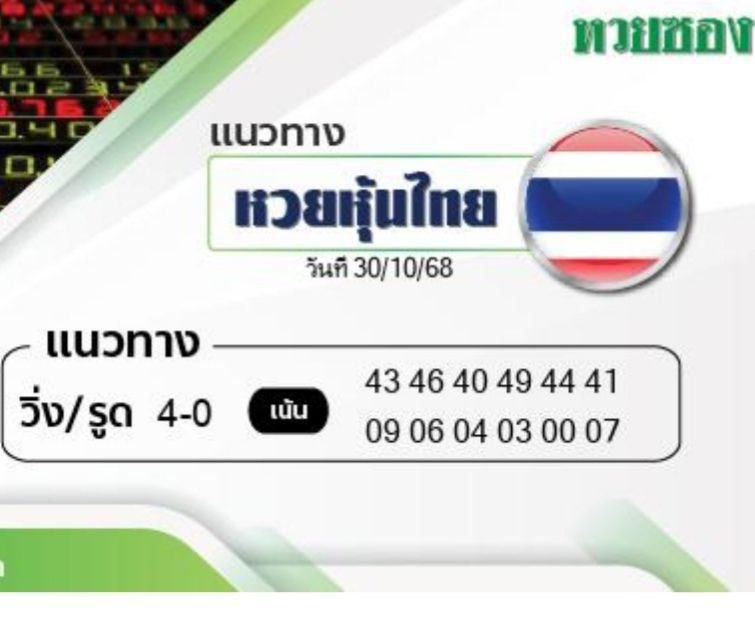 หวยซอง
แนวทาง
หวยหุ้นไทย
วันที่ 30/10/68
แนวทาง
วิ่ง/รูด 4-0 เน้น
43 46 40 49 44 41
09 06 04 03 00 07